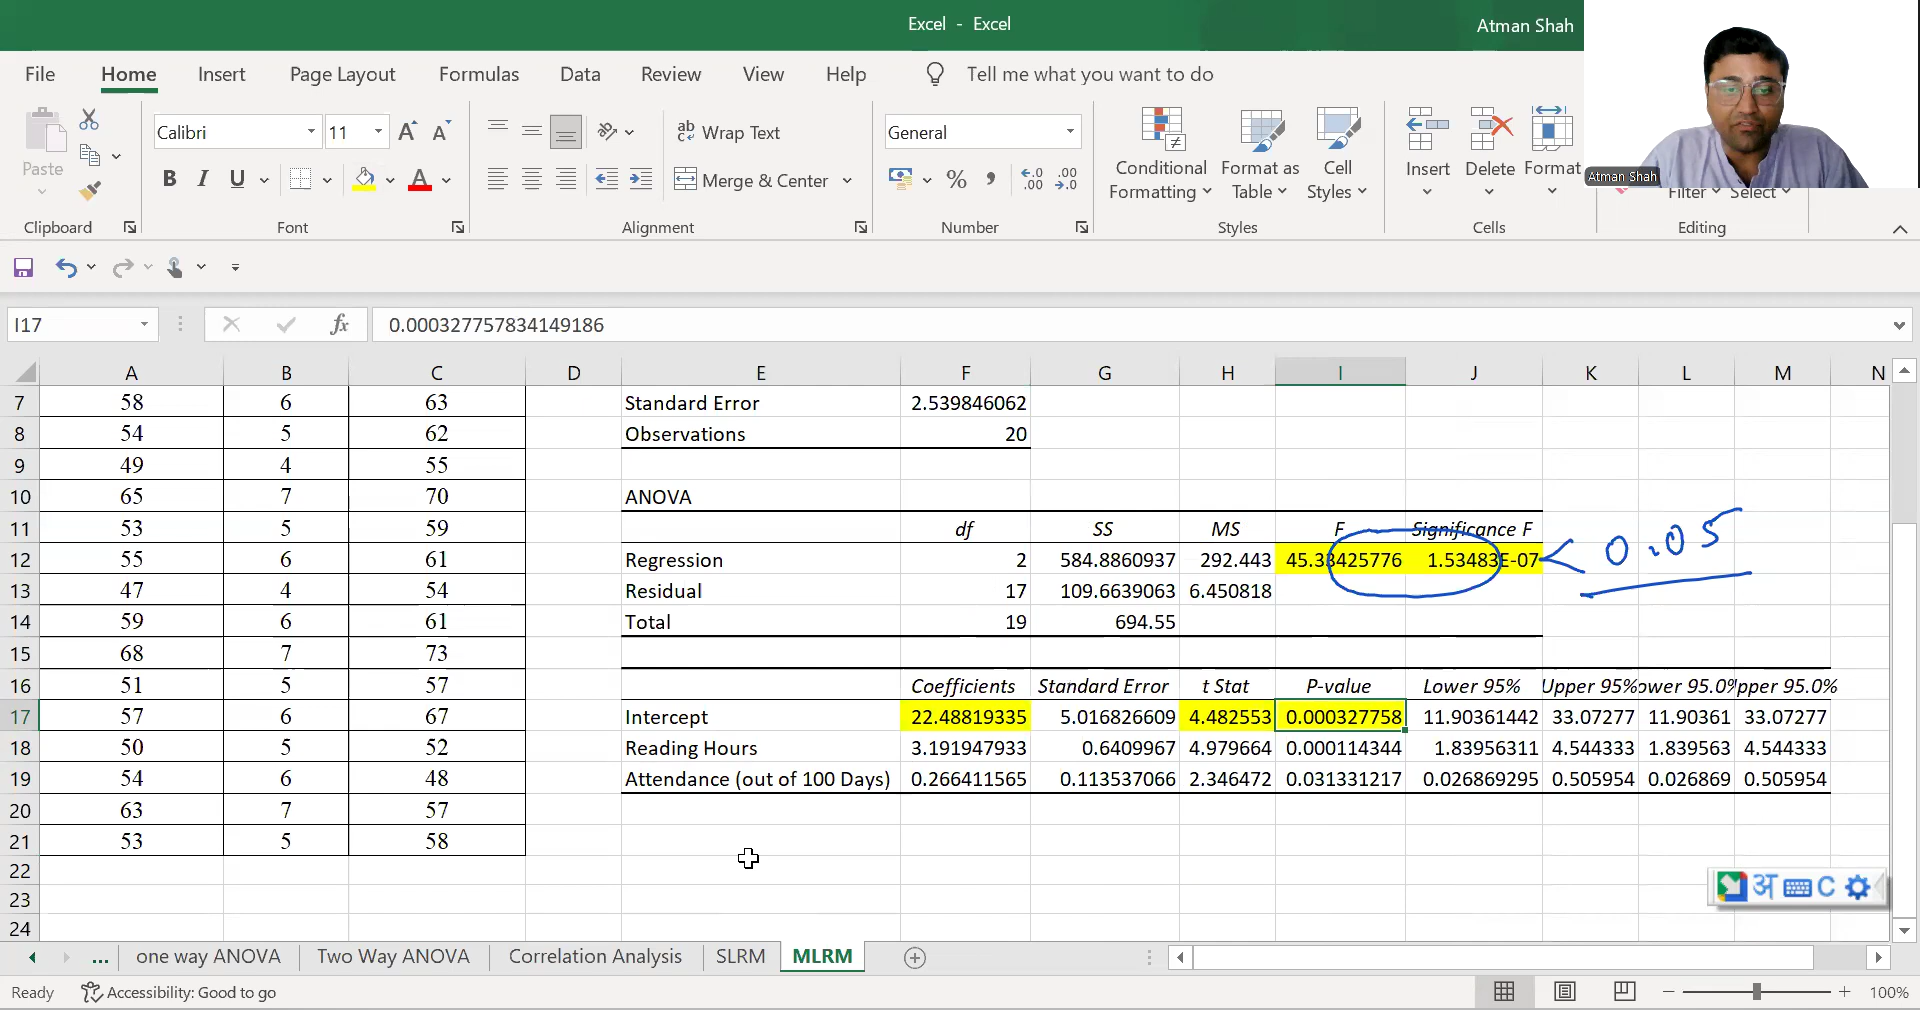 Excel - Excel
Atman Shah
File Home Insert Page Layout Formulas Data Review View Help Tell me what you want to do
Paste
Calibri 11
Wrap Text
Merge & Center
General
Conditional Formatting
Format as Table
Cell Styles
Insert Delete Format
Filter Select
Atman Shah
Clipboard Font Alignment Number Styles Cells Editing
I17 fx 0.000327757834149186
A B C D E F G H I J K L M N
7 58 6 63 Standard Error 2.539846062
8 54 5 62 Observations 20
9 49 4 55
10 65 7 70 ANOVA
11 53 5 59 df SS MS F Significance F
12 55 6 61 Regression 2 584.8860937 292.443 45.33425776 1.53483E-07 < 0.05
13 47 4 54 Residual 17 109.6639063 6.450818
14 59 6 61 Total 19 694.55
15 68 7 73
16 51 5 57 Coefficients Standard Error t Stat P-value Lower 95% Upper 95% ower 95.0% pper 95.0%
17 57 6 67 Intercept 22.48819335 5.016826609 4.482553 0.000327758 11.90361442 33.07277 11.90361 33.07277
18 50 5 52 Reading Hours 3.191947933 0.6409967 4.979664 0.000114344 1.83956311 4.544333 1.839563 4.544333
19 54 6 48 Attendance (out of 100 Days) 0.266411565 0.113537066 2.346472 0.031331217 0.026869295 0.505954 0.026869 0.505954
20 63 7 57
21 53 5 58
22
23
24
अ C
... one way ANOVA Two Way ANOVA Correlation Analysis SLRM MLRM
Ready Accessibility: Good to go 100%